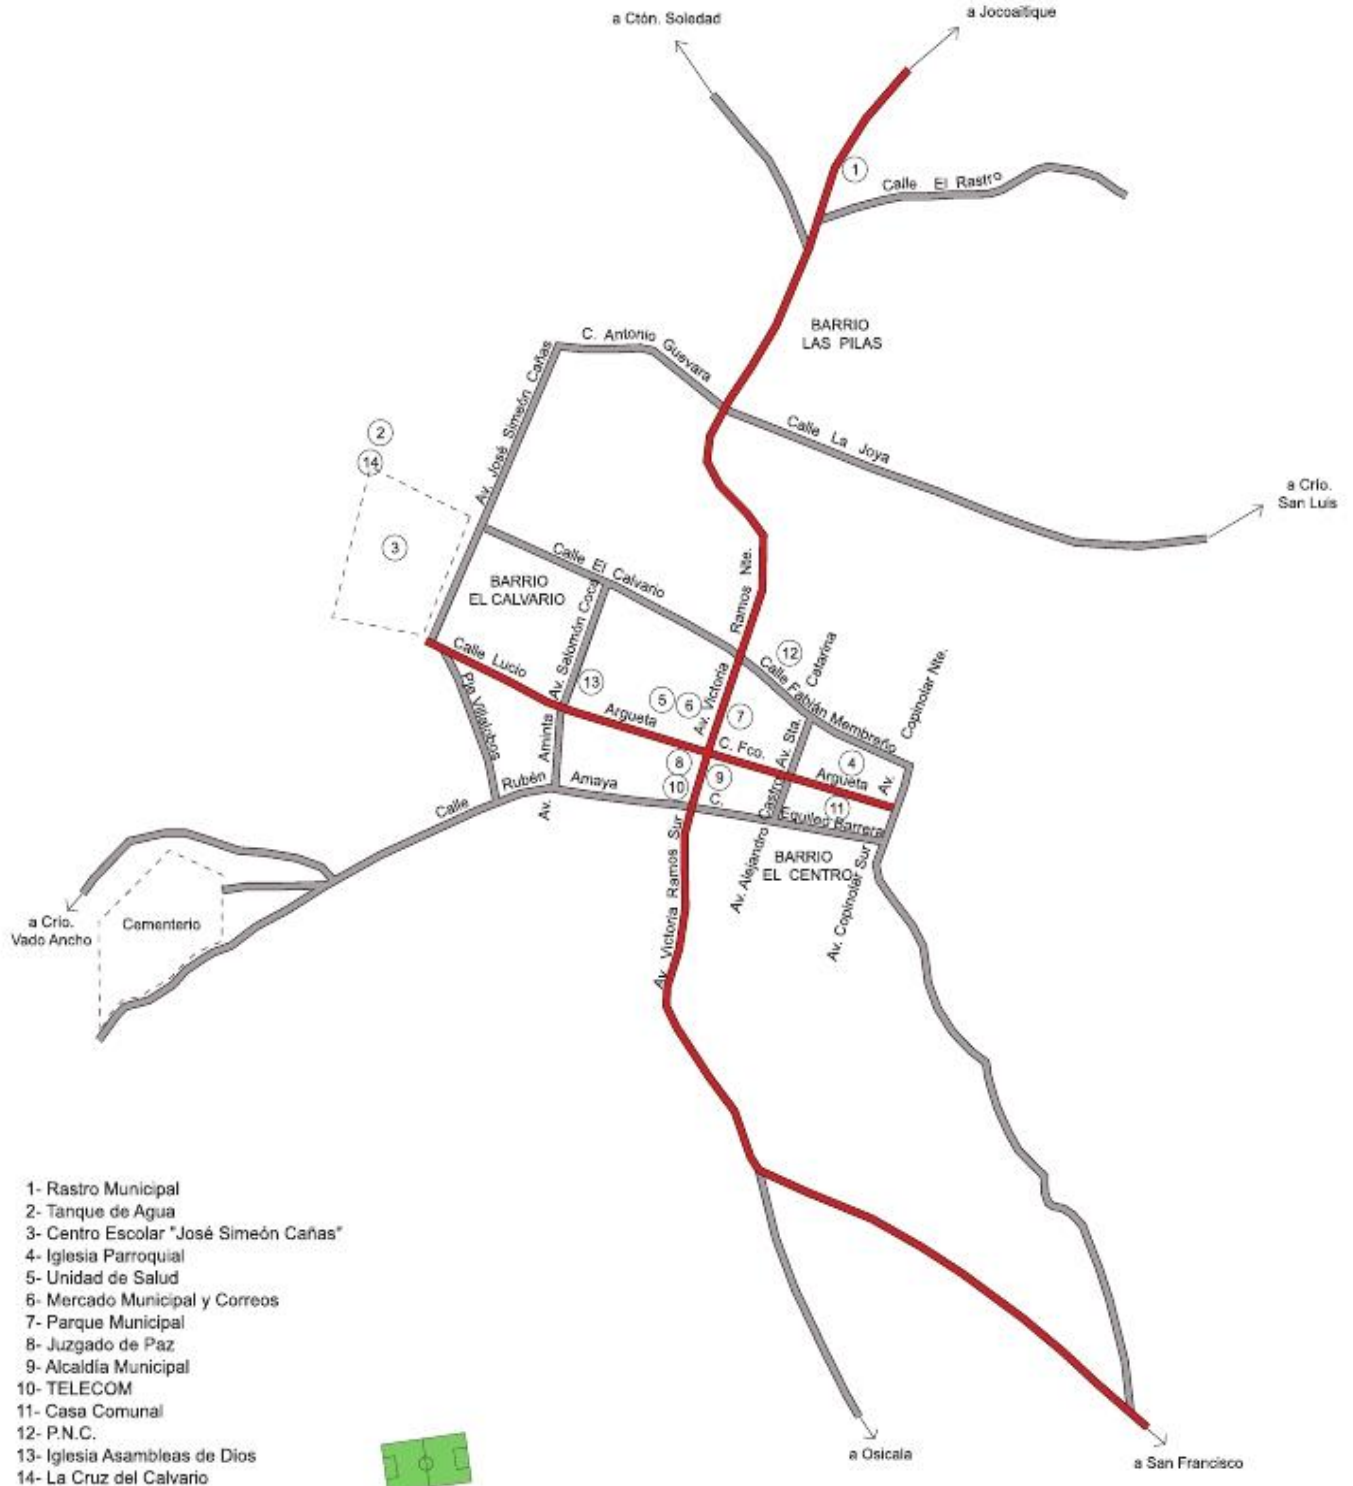 a Ctón. Soledad
a Jocoaitique
1
Calle El Rastro
BARRIO
LAS PILAS
C. Antonio Guevara
Av. José Simeón Cañas
Calle La Joya
a Crío.
San Luis
2
14
3
Calle El Calvario
BARRIO
EL CALVARIO
Av. Victoria Ramos Nte.
12
Av. Sta. Catarina
Av. Copinolar Nte.
Calle Fabián Membreño
Calle Lucio Argueta
Av. Salomón Coca
13
5
6
7
Pje Villalobos
Av. Aminta
8
C. Fco. Argueta
4
9
10
11
Calle Rubén Amaya
C. Equileo Barrera
Av. Alejandro Castro
BARRIO
EL CENTRO
Av. Copinolar Sur
Av. Victoria Ramos Sur
a Crío.
Vado Ancho
Cementerio
1- Rastro Municipal
2- Tanque de Agua
3- Centro Escolar "José Simeón Cañas"
4- Iglesia Parroquial
5- Unidad de Salud
6- Mercado Municipal y Correos
7- Parque Municipal
8- Juzgado de Paz
9- Alcaldía Municipal
10- TELECOM
11- Casa Comunal
12- P.N.C.
13- Iglesia Asambleas de Dios
14- La Cruz del Calvario
a Osicala
a San Francisco